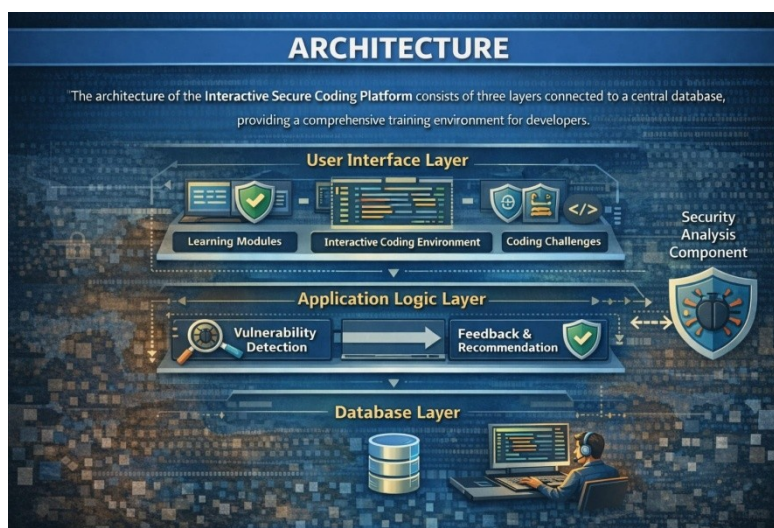 ARCHITECTURE
"The architecture of the Interactive Secure Coding Platform consists of three layers connected to a central database,
providing a comprehensive training environment for developers.
User Interface Layer
Learning Modules
Interactive Coding Environment
</>
Coding Challenges
Security
Analysis
Component
Application Logic Layer
Vulnerability
Detection
Feedback &
Recommendation
Database Layer